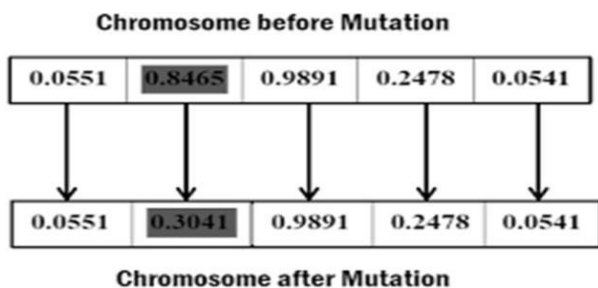 Chromosome before Mutation
0.0551 0.8465 0.9891 0.2478 0.0541
0.0551 0.3041 0.9891 0.2478 0.0541
Chromosome after Mutation